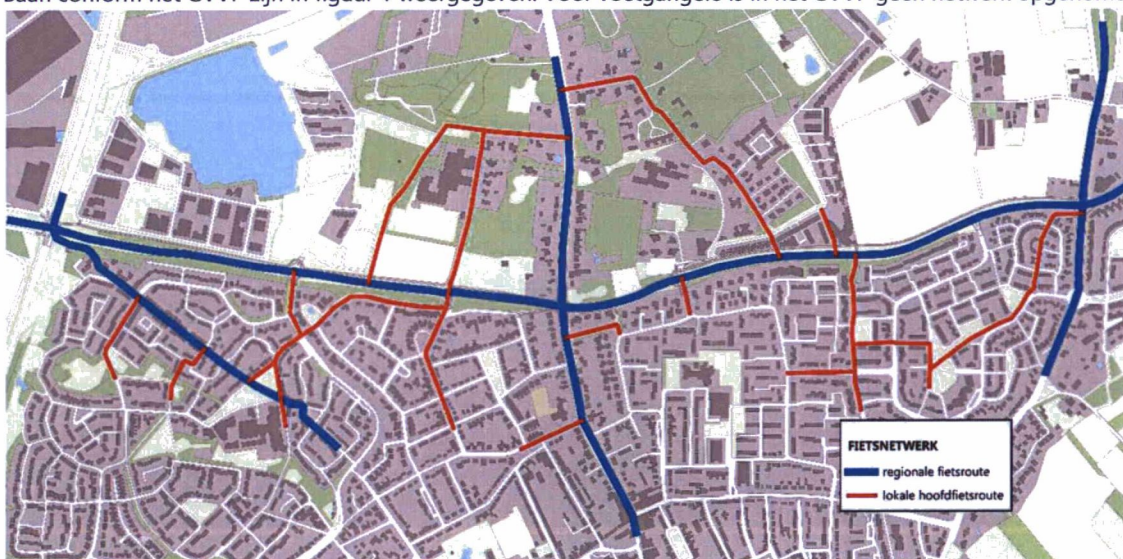 conform het GVVP zijn in figuur 4 weergegeven. Voor voetgangers is in het GVVP geen netwerk
FIETSNETWERK
regionale fietsroute
lokale hoofdfietsroute